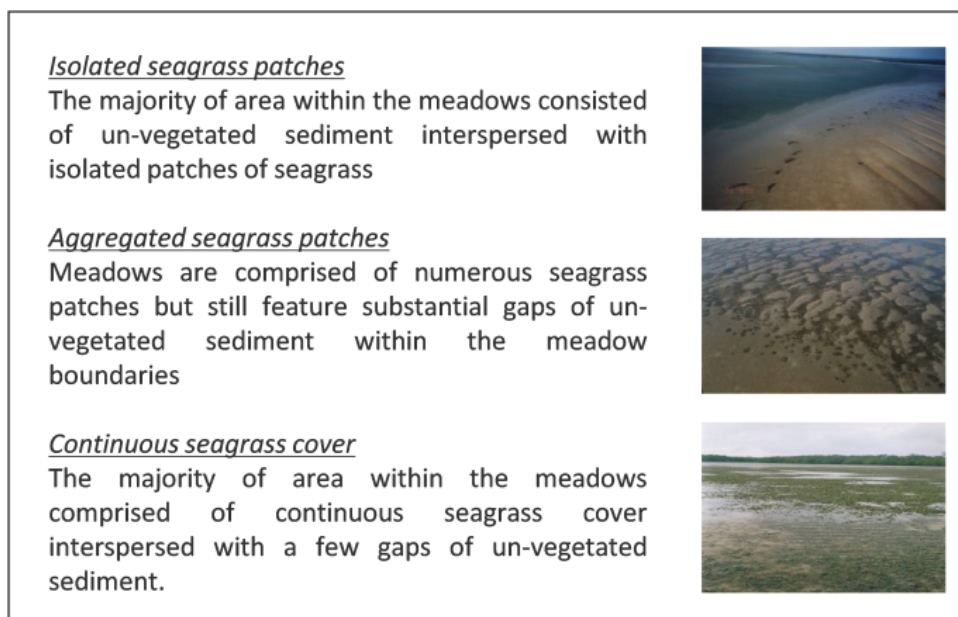 Isolated seagrass patches
The majority of area within the meadows consisted
of un-vegetated sediment interspersed with
isolated patches of seagrass
Aggregated seagrass patches
Meadows are comprised of numerous seagrass
patches but still feature substantial gaps of un-
vegetated sediment within the meadow
boundaries
Continuous seagrass cover
The majority of area within the meadows
comprised of continuous seagrass cover
interspersed with a few gaps of un-vegetated
sediment.